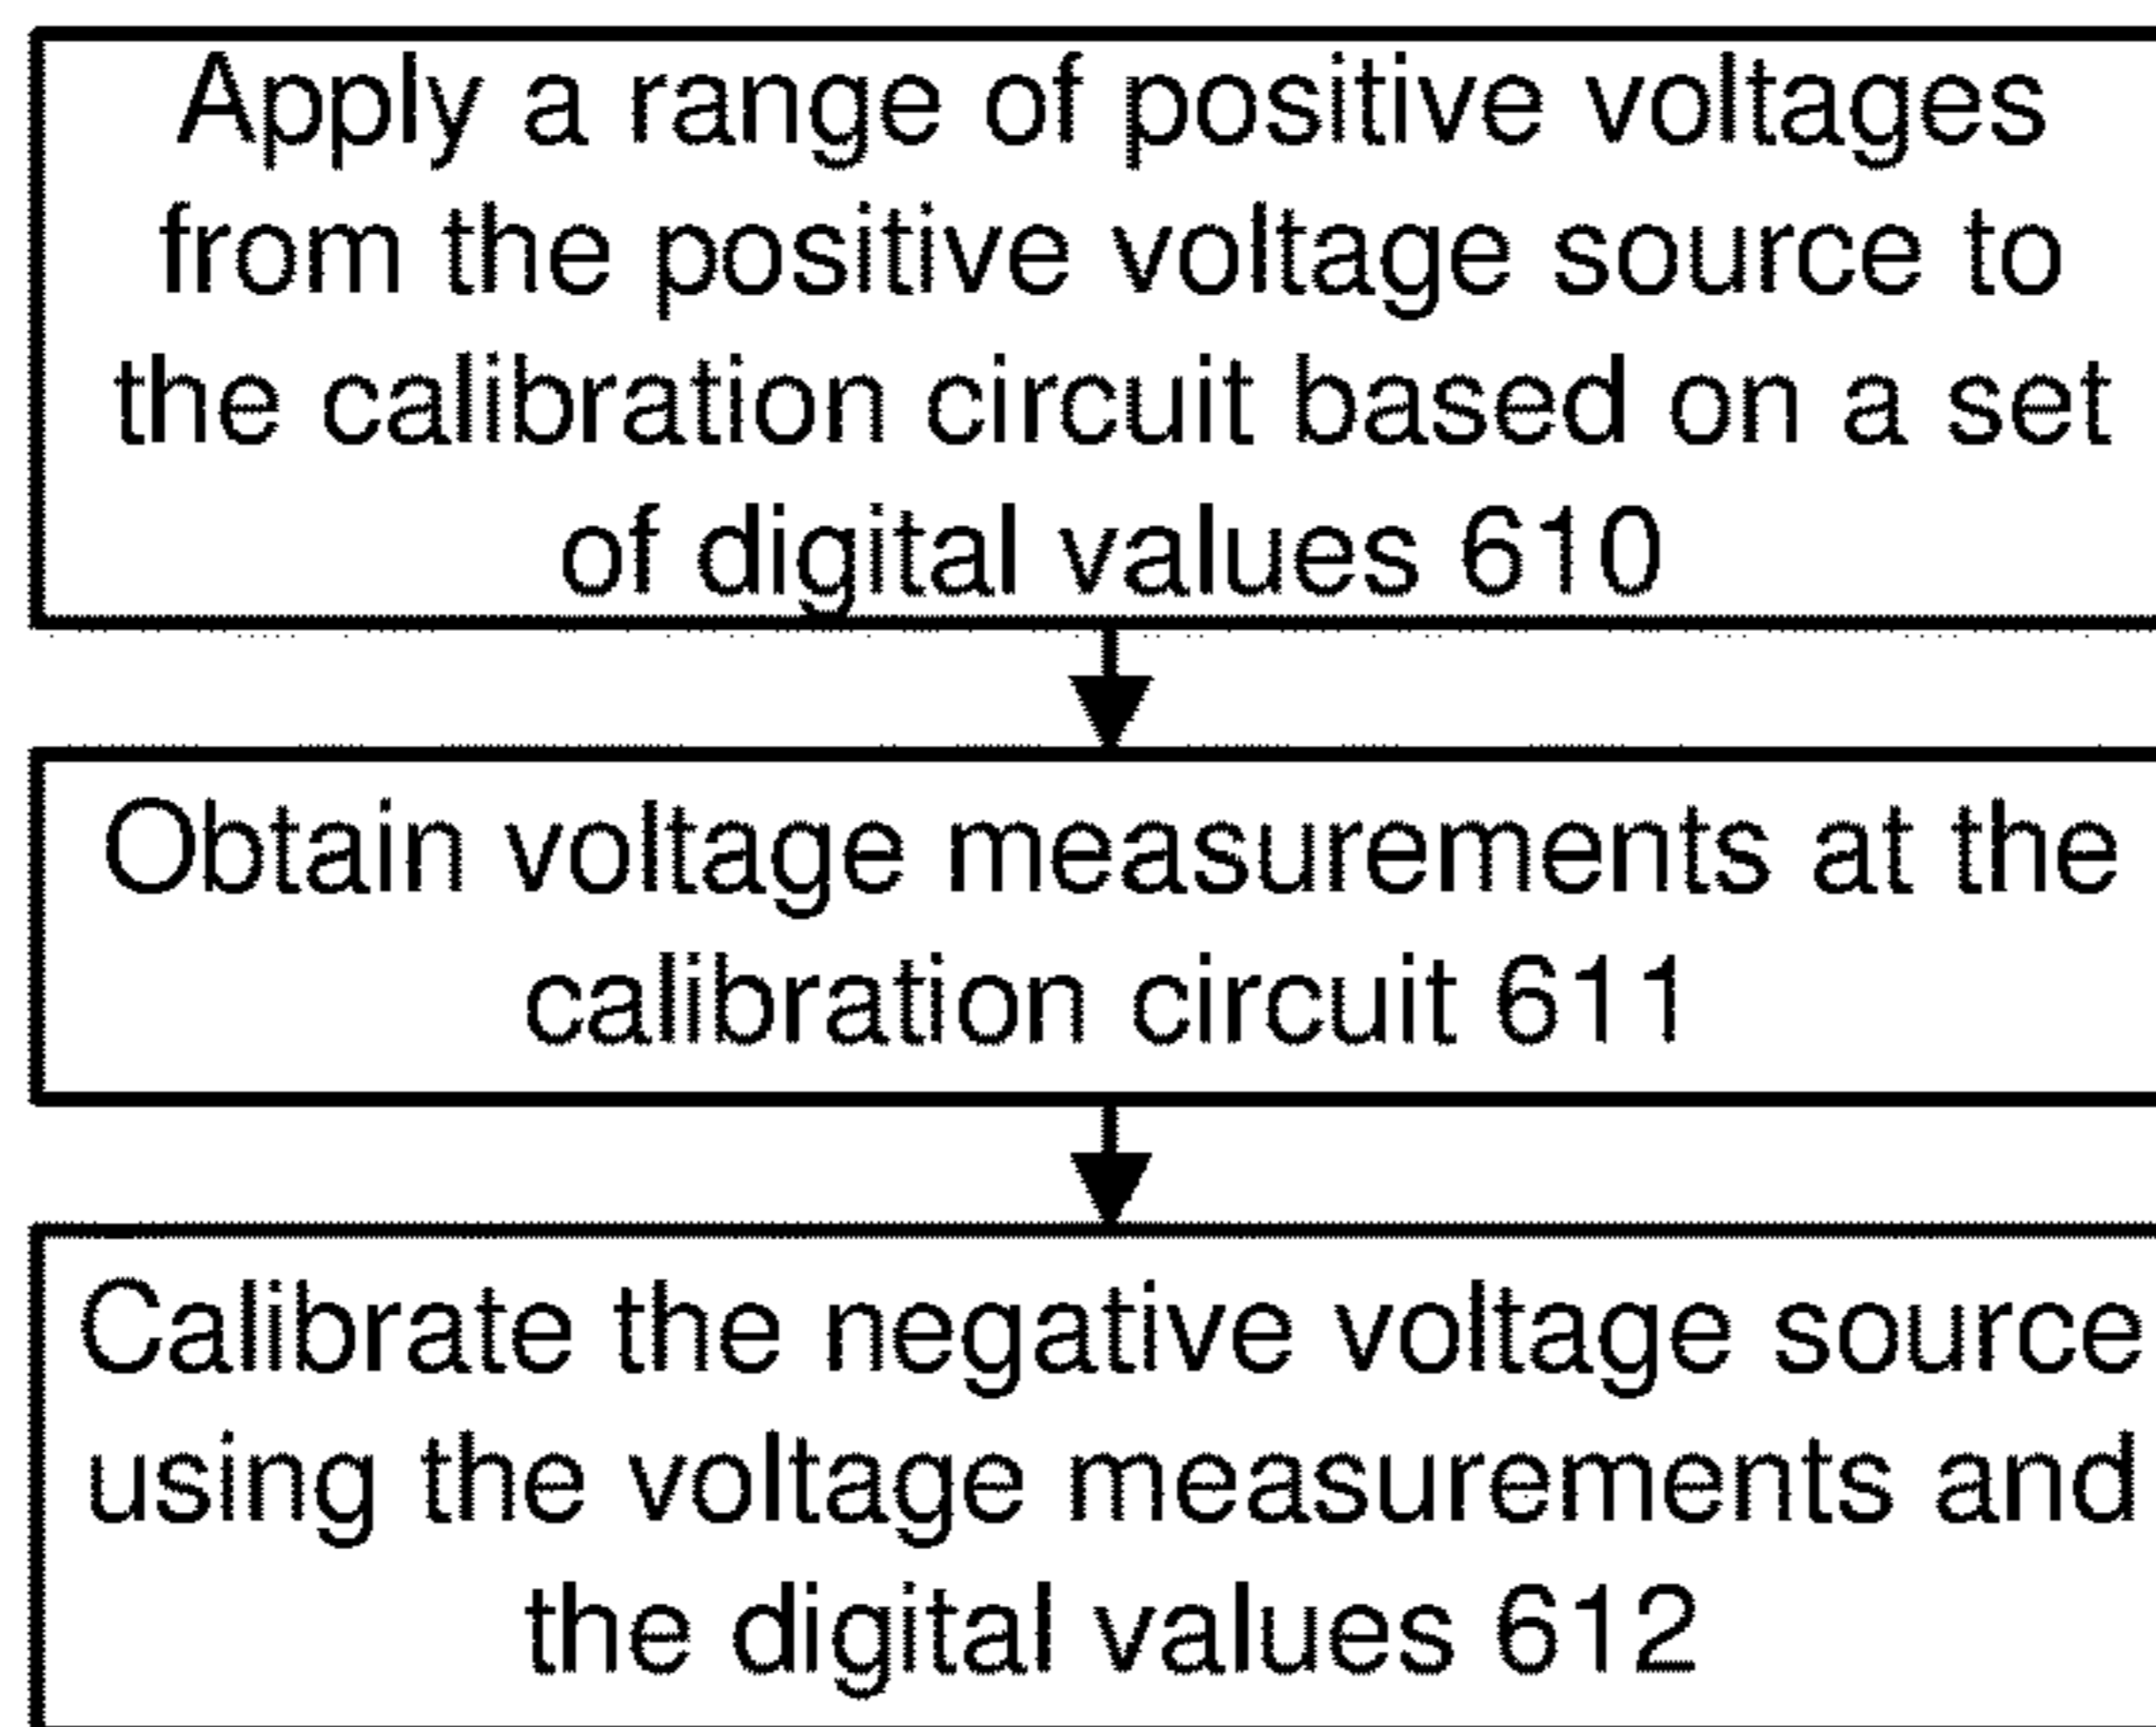 Apply a range of positive voltages
from the positive voltage source to
the calibration circuit based on a set
of digital values 610
Obtain voltage measurements at the
calibration circuit 611
Calibrate the negative voltage source
using the voltage measurements and
the digital values 612